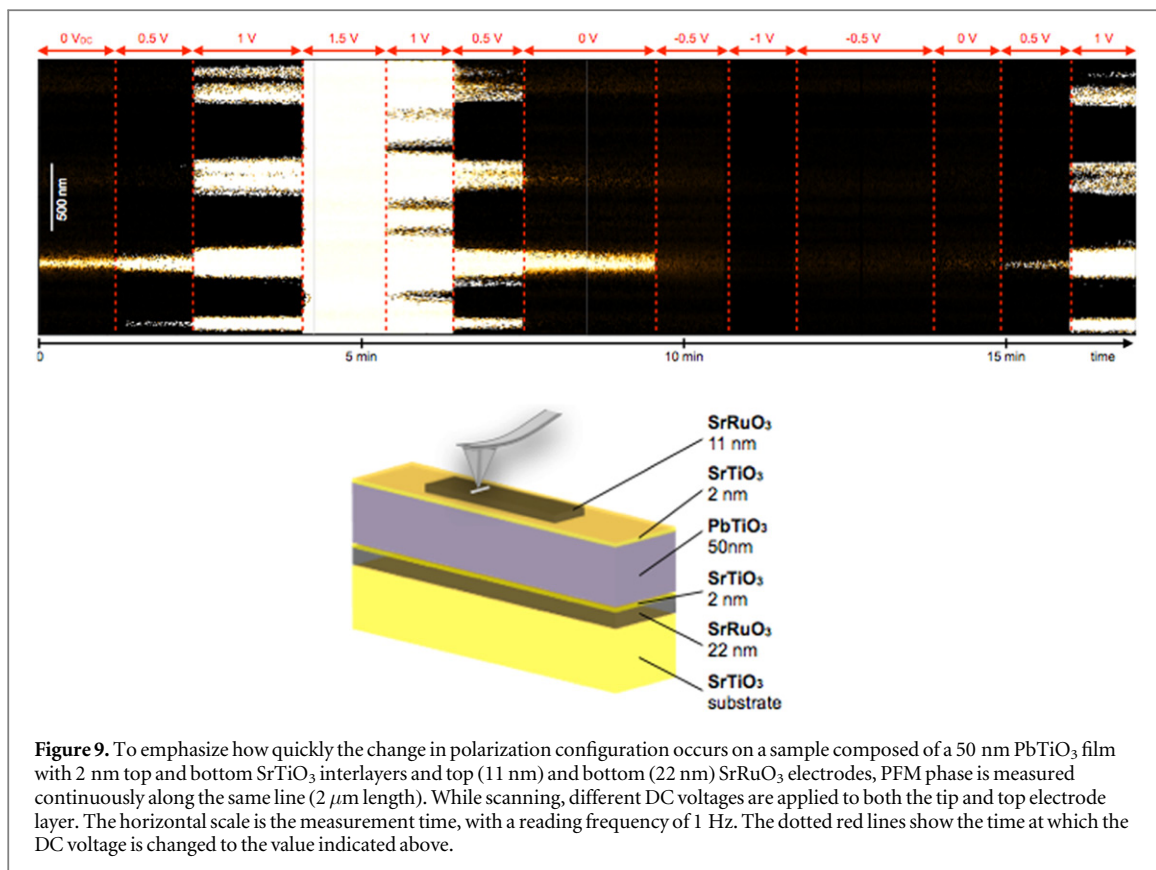 0 VDC 0.5 V 1 V 1.5 V 1 V 0.5 V 0 V -0.5 V -1 V -0.5 V 0 V 0.5 V 1 V
500 nm
0 5 min 10 min 15 min time
SrRuO3
11 nm
SrTiO3
2 nm
PbTiO3
50nm
SrTiO3
2 nm
SrRuO3
22 nm
SrTiO3
substrate
Figure 9. To emphasize how quickly the change in polarization configuration occurs on a sample composed of a 50 nm PbTiO3 film
with 2 nm top and bottom SrTiO3 interlayers and top (11 nm) and bottom (22 nm) SrRuO3 electrodes, PFM phase is measured
continuously along the same line (2 μm length). While scanning, different DC voltages are applied to both the tip and top electrode
layer. The horizontal scale is the measurement time, with a reading frequency of 1 Hz. The dotted red lines show the time at which the
DC voltage is changed to the value indicated above.